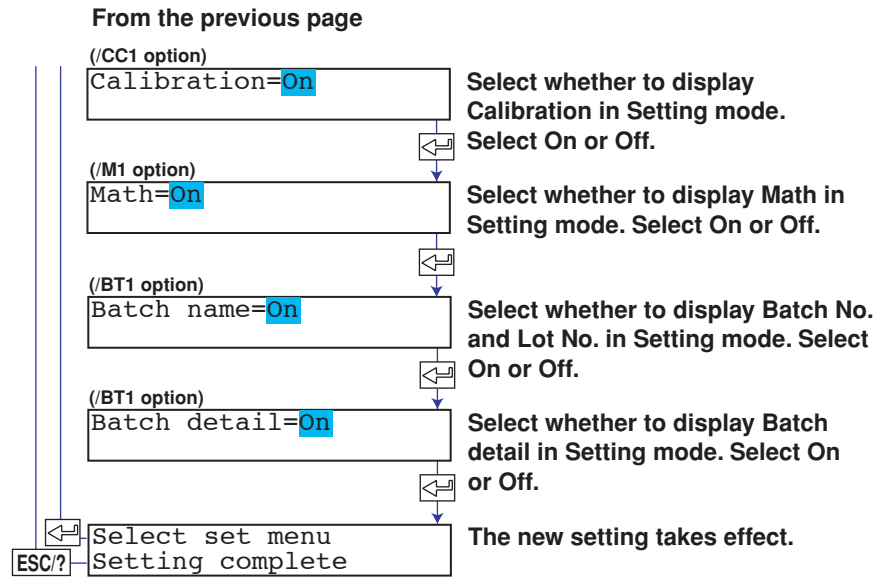 From the previous page
(/CC1 option)
Calibration=On
Select whether to display
Calibration in Setting mode.
Select On or Off.
(/M1 option)
Math=On
Select whether to display Math in
Setting mode. Select On or Off.
(/BT1 option)
Batch name=On
Select whether to display Batch No.
and Lot No. in Setting mode. Select
On or Off.
(/BT1 option)
Batch detail=On
Select whether to display Batch
detail in Setting mode. Select On
or Off.
Select set menu
The new setting takes effect.
ESC/?
Setting complete